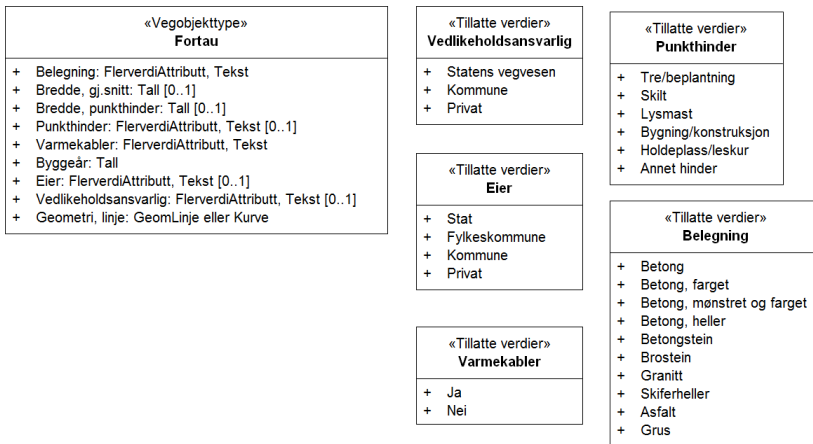 «Vegobjekttype»
Fortau
+ Belegning: FlerverdiAttributt, Tekst
+ Bredde, gj.snitt: Tall [0..1]
+ Bredde, punkthinder: Tall [0..1]
+ Punkthinder: FlerverdiAttributt, Tekst [0..1]
+ Varmekabler: FlerverdiAttributt, Tekst
+ Byggeår: Tall
+ Eier: FlerverdiAttributt, Tekst [0..1]
+ Vedlikeholdsansvarlig: FlerverdiAttributt, Tekst [0..1]
+ Geometri, linje: GeomLinje eller Kurve
«Tillatte verdier»
Vedlikeholdsansvarlig
+ Statens vegvesen
+ Kommune
+ Privat
«Tillatte verdier»
Eier
+ Stat
+ Fylkeskommune
+ Kommune
+ Privat
«Tillatte verdier»
Varmekabler
+ Ja
+ Nei
«Tillatte verdier»
Punkthinder
+ Tre/beplantning
+ Skilt
+ Lysmast
+ Bygning/konstruksjon
+ Holdeplass/leskur
+ Annet hinder
«Tillatte verdier»
Belegning
+ Betong
+ Betong, farget
+ Betong, mønstret og farget
+ Betong, heller
+ Betongstein
+ Brostein
+ Granitt
+ Skiferheller
+ Asfalt
+ Grus